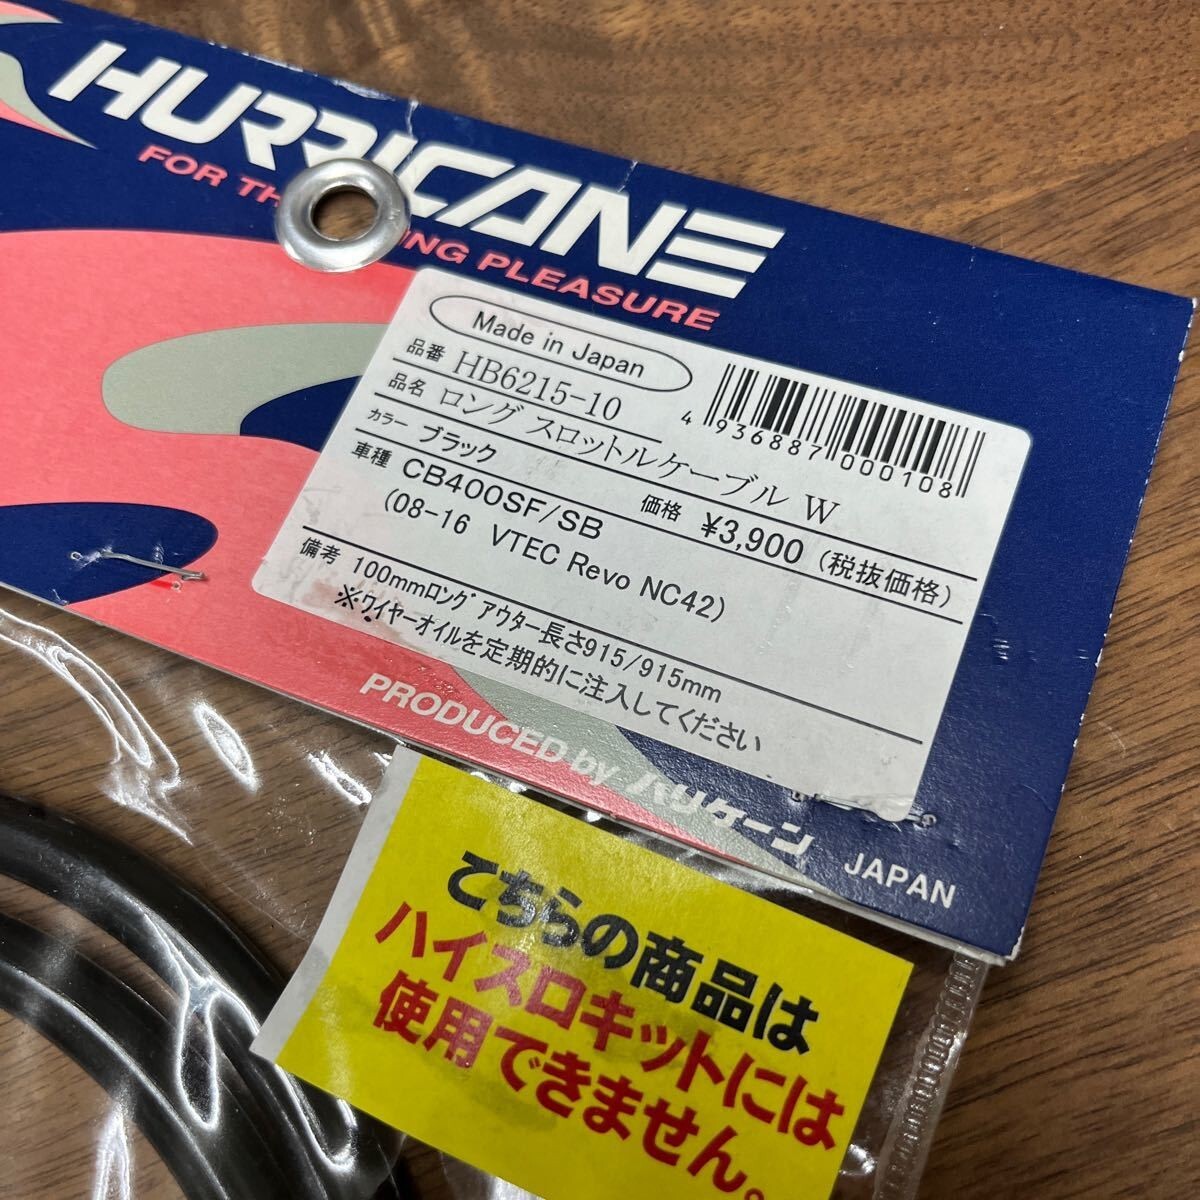 HURRICANE
FOR TH ING PLEASURE
Made in Japan
品番 HB6215-10
品名 ロング スロットルケーブル W
カラー ブラック
価格 ¥3,900 (税抜価格)
車種 CB400SF/SB
(08-16 VTEC Revo NC42)
備考 100mmロング アウター長さ915/915mm
※ワイヤーオイルを定期的に注入してください
4 936887 000108
PRODUCED by ハリケーン JAPAN
こちらの商品は
ハイスロキットには
使用できません。